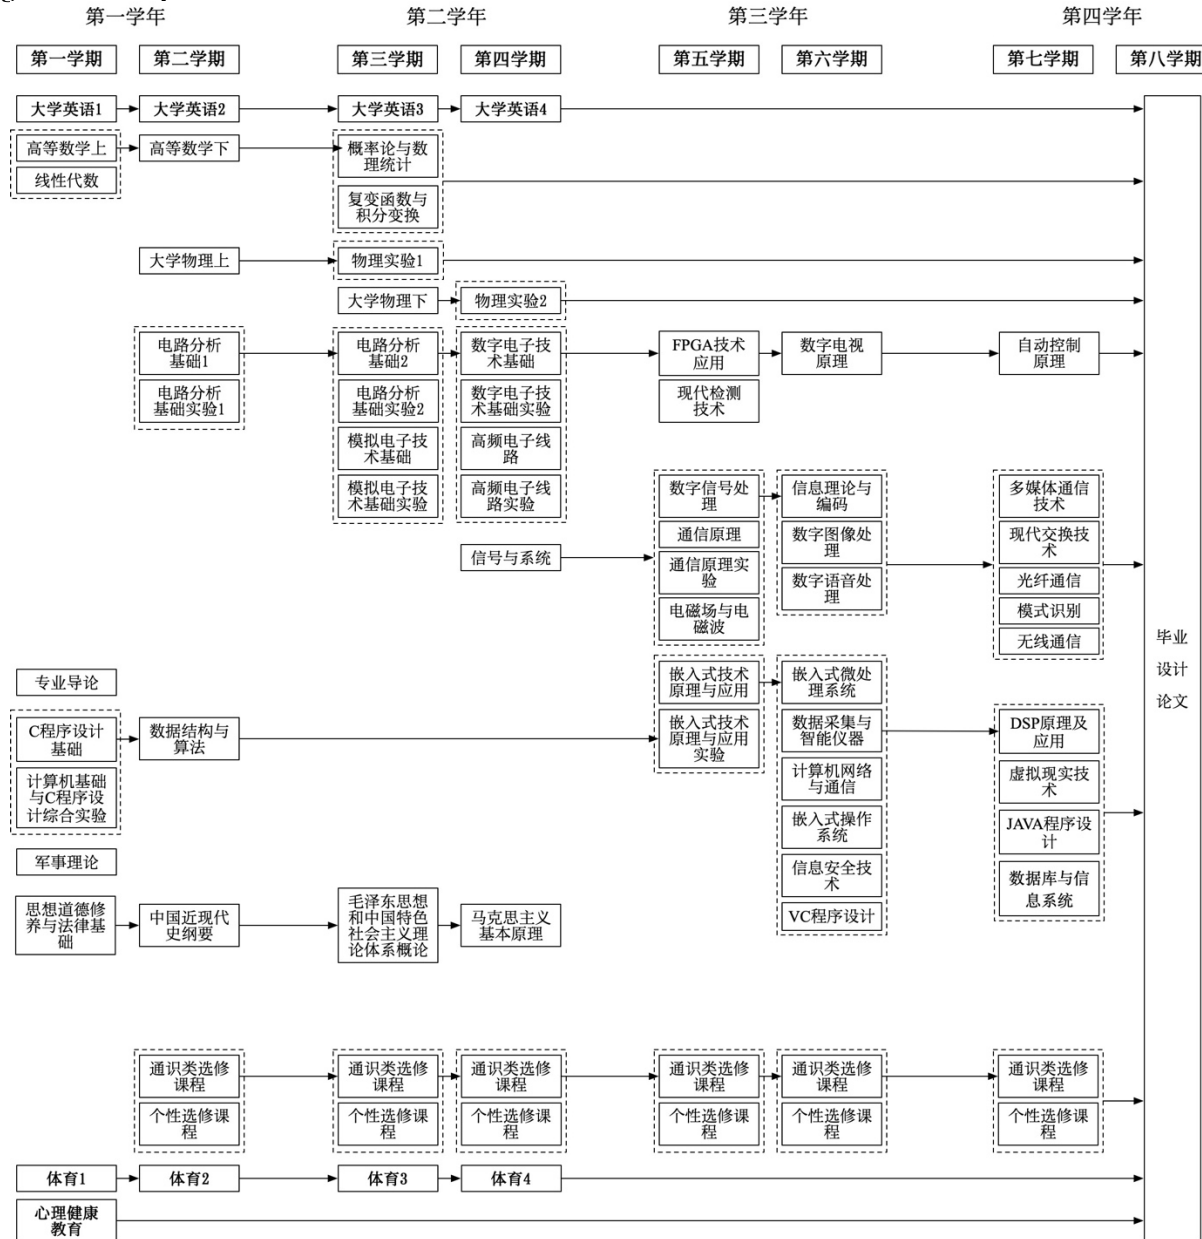 第一学年
第二学年
第三学年
第四学年
第一学期
第二学期
第三学期
第四学期
第五学期
第六学期
第七学期
第八学期
大学英语1
大学英语2
大学英语3
大学英语4
高等数学上
高等数学下
概率论与数
理统计
线性代数
复变函数与
积分变换
大学物理上
物理实验1
大学物理下
物理实验2
电路分析
基础1
电路分析
基础2
数字电子技
术基础
FPGA技术
应用
数字电视
原理
自动控制
原理
电路分析
基础实验1
电路分析
基础实验2
数字电子技
术基础实验
现代检测
技术
模拟电子技
术基础
高频电子线
路
模拟电子技
术基础实验
高频电子线
路实验
数字信号处
理
信息理论与
编码
多媒体通信
技术
通信原理
数字图像处
理
现代交换技
术
信号与系统
通信原理实
验
数字语音处
理
光纤通信
电磁场与电
磁波
模式识别
无线通信
毕业
设计
论文
专业导论
嵌入式技术
原理与应用
嵌入式微处
理系统
C程序设计
基础
数据结构与
算法
嵌入式技术
原理与应用
实验
数据采集与
智能仪器
DSP原理及
应用
计算机基础
与C程序设
计综合实验
计算机网络
与通信
虚拟现实技
术
嵌入式操作
系统
JAVA程序设
计
军事理论
信息安全技
术
数据库与信
息系统
VC程序设计
思想道德修
养与法律基
础
中国近现代
史纲要
毛泽东思想
和中国特色
社会主义理
论体系概论
马克思主义
基本原理
通识类选修
课程
通识类选修
课程
通识类选修
课程
通识类选修
课程
通识类选修
课程
通识类选修
课程
个性选修课
程
个性选修课
程
个性选修课
程
个性选修课
程
个性选修课
程
个性选修课
程
体育1
体育2
体育3
体育4
心理健康
教育